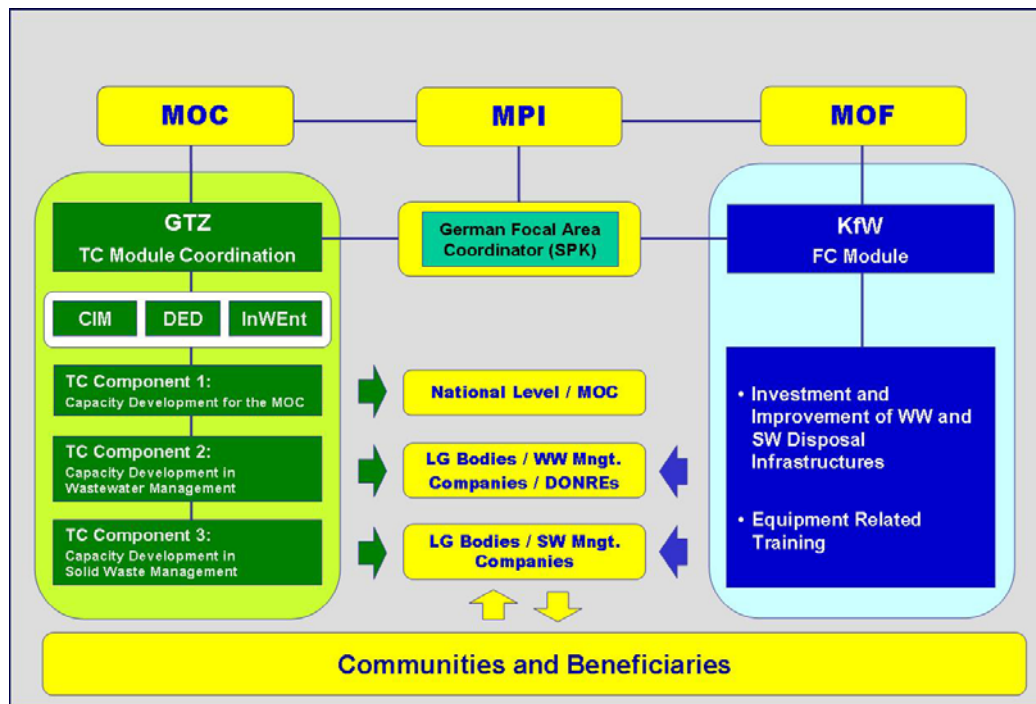 MOC
MPI
MOF
GTZ
TC Module Coordination
German Focal Area
Coordinator (SPK)
KfW
FC Module
CIM
DED
InWEnt
TC Component 1:
Capacity Development for the MOC
National Level / MOC
TC Component 2:
Capacity Development in
Wastewater Management
LG Bodies / WW Mngt.
Companies / DONREs
TC Component 3:
Capacity Development in
Solid Waste Management
LG Bodies / SW Mngt.
Companies
• Investment and
Improvement of WW and
SW Disposal
Infrastructures
• Equipment Related
Training
Communities and Beneficiaries